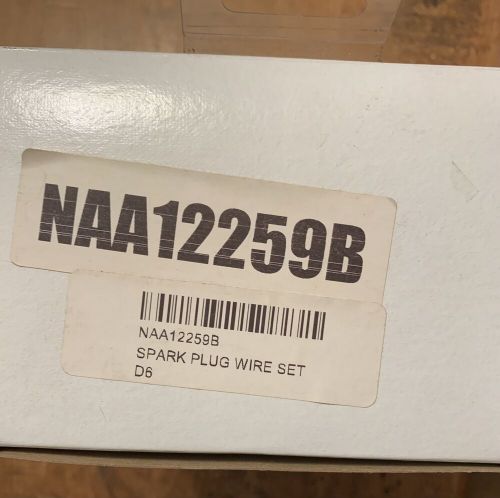 NAA12259B
NAA12259B
SPARK PLUG WIRE SET
D6